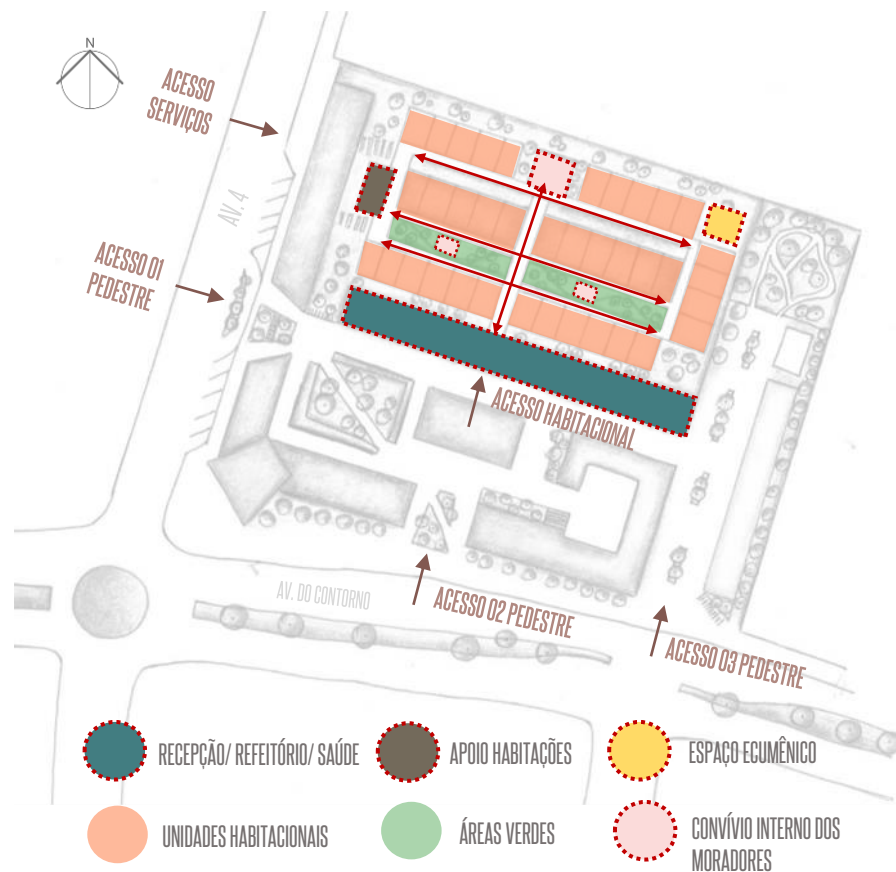 N
ACESSO
SERVIÇOS
AV. 4
ACESSO 01
PEDESTRE
ACESSO HABITACIONAL
AV. DO CONTORNO
ACESSO 02 PEDESTRE
ACESSO 03 PEDESTRE
RECEPÇÃO/ REFEITÓRIO/ SAÚDE
APOIO HABITAÇÕES
ESPAÇO ECUMÊNICO
UNIDADES HABITACIONAIS
ÁREAS VERDES
CONVÍVIO INTERNO DOS
MORADORES